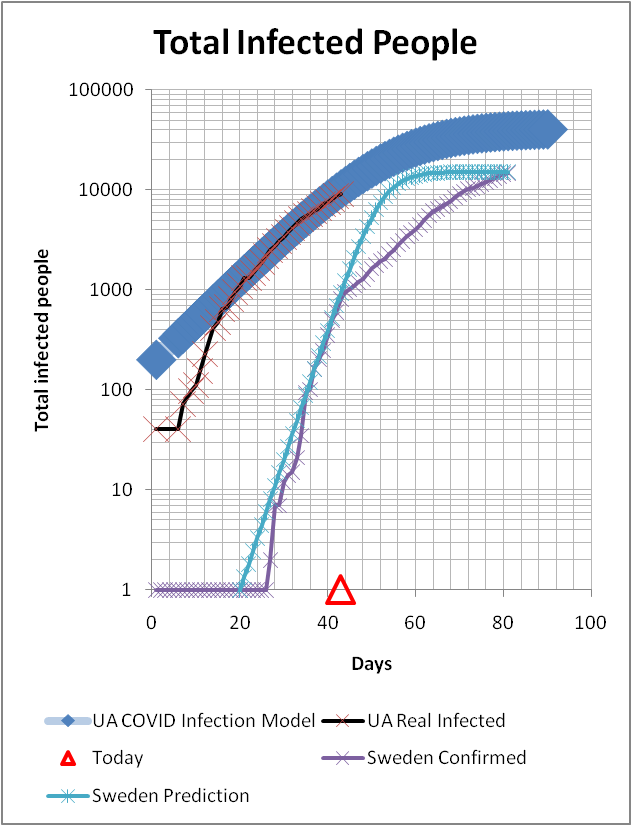 Total Infected People
100000
10000
1000
100
10
1
Total infected people
0 20 40 60 80 100
Days
UA COVID Infection Model UA Real Infected
Today Sweden Confirmed
Sweden Prediction